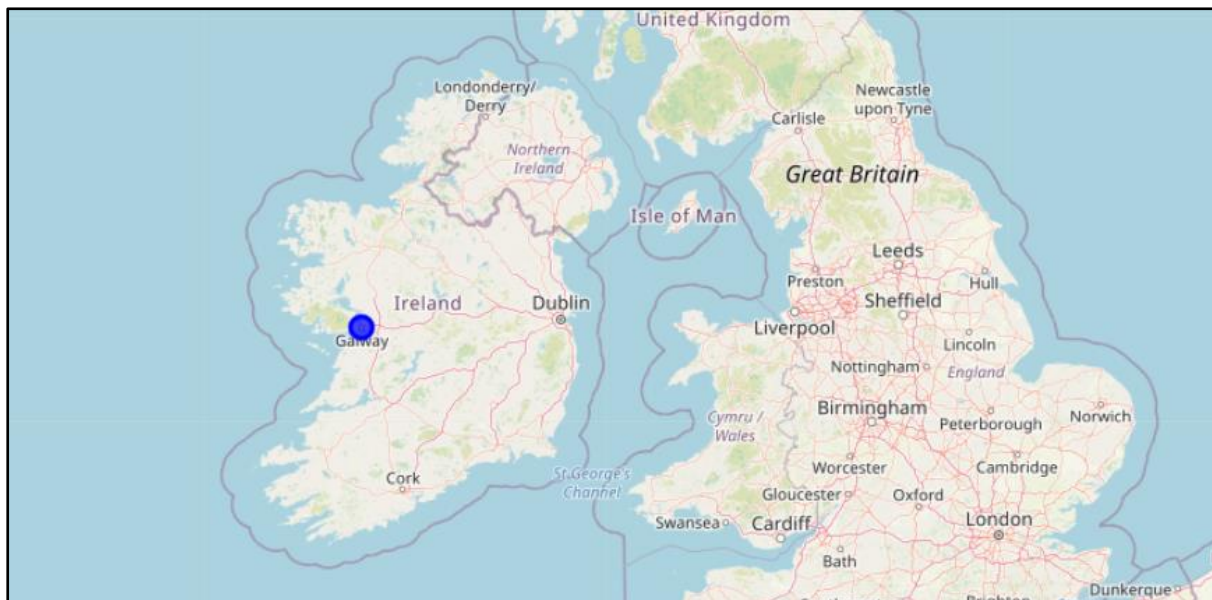 United Kingdom
Londonderry/
Derry
Newcastle
upon Tyne
Carlisle
Northern
Ireland
Great Britain
Isle of Man
Leeds
Preston
Hull
Ireland
Dublin
Sheffield
Liverpool
Galway
Lincoln
Nottingham
England
Cymru /
Wales
Birmingham
Norwich
Peterborough
Worcester
Cambridge
St George's
Channel
Cork
Gloucester
Oxford
Swansea
Cardiff
London
Bath
Dunkerque